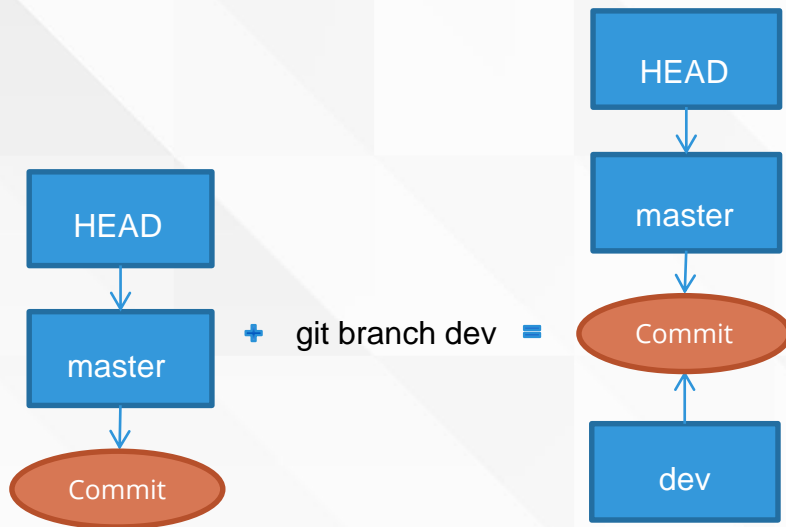 HEAD
master
Commit
+ git branch dev =
HEAD
master
Commit
dev